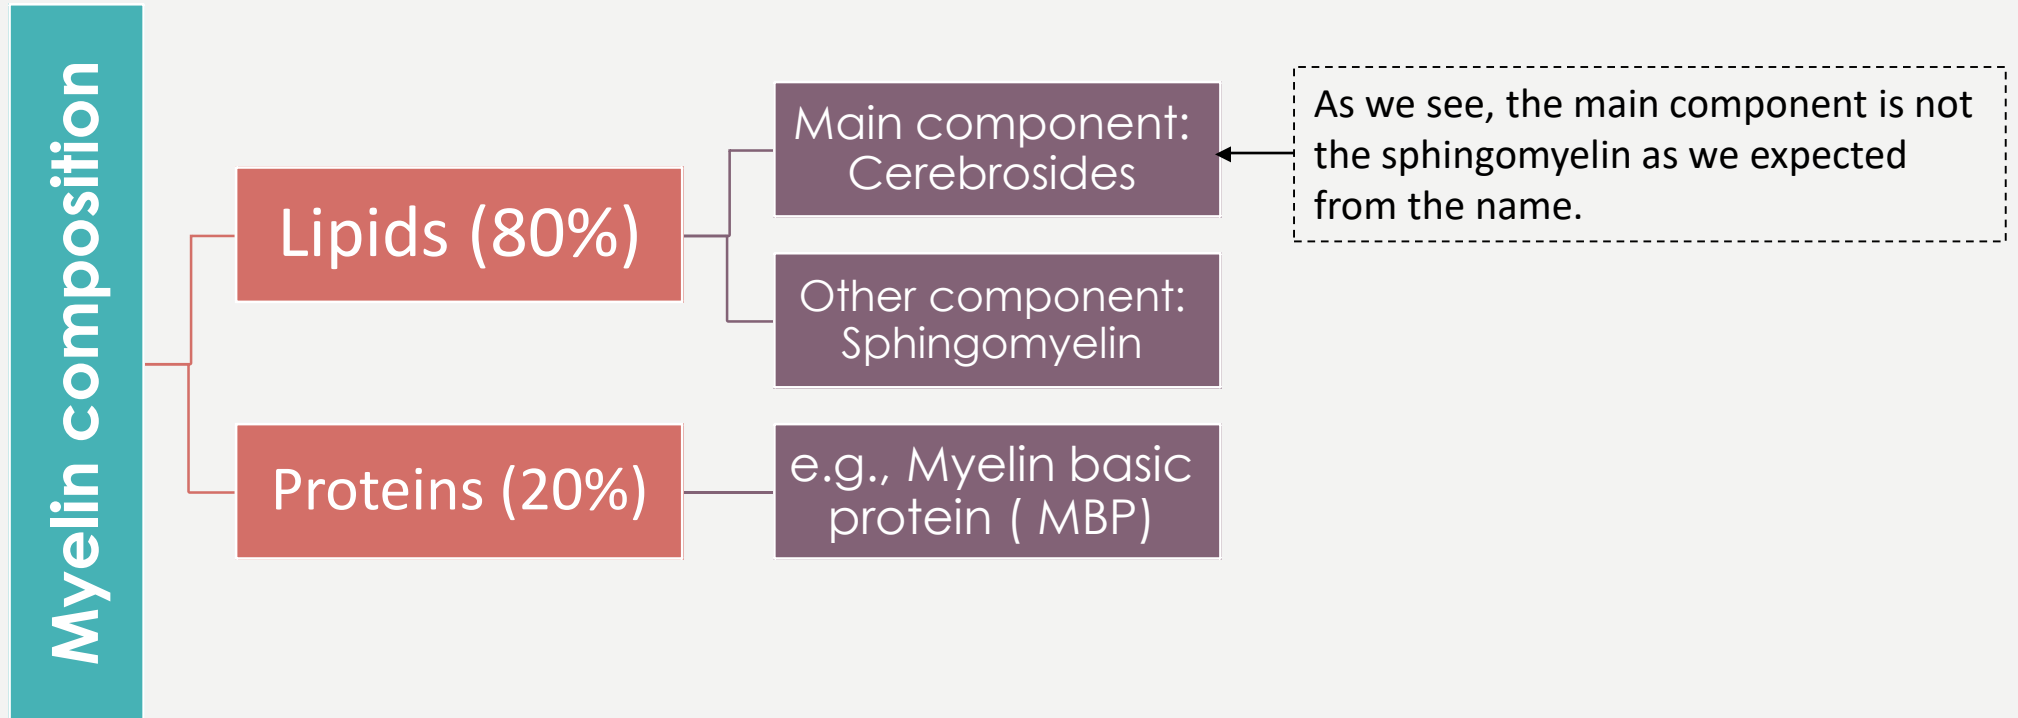 Myelin composition
Lipids (80%)
Main component:
Cerebrosides
As we see, the main component is not
the sphingomyelin as we expected
from the name.
Other component:
Sphingomyelin
Proteins (20%)
e.g., Myelin basic
protein ( MBP)